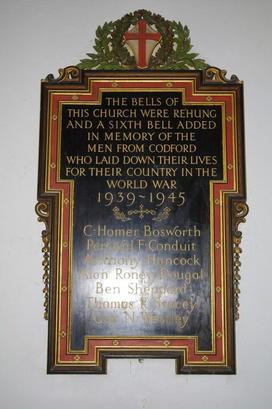 THE BELLS OF
THIS CHURCH WERE REHUNG
AND A SIXTH BELL ADDED
IN MEMORY OF THE
MEN FROM CODFORD
WHO LAID DOWN THEIR LIVES
FOR THEIR COUNTRY IN THE
WORLD WAR
1939-1945
C Homer Bosworth
F Conduit
Anthony Hancock
Alan Roney Dougal
Ben Sheppard
Thomas Stacey
N